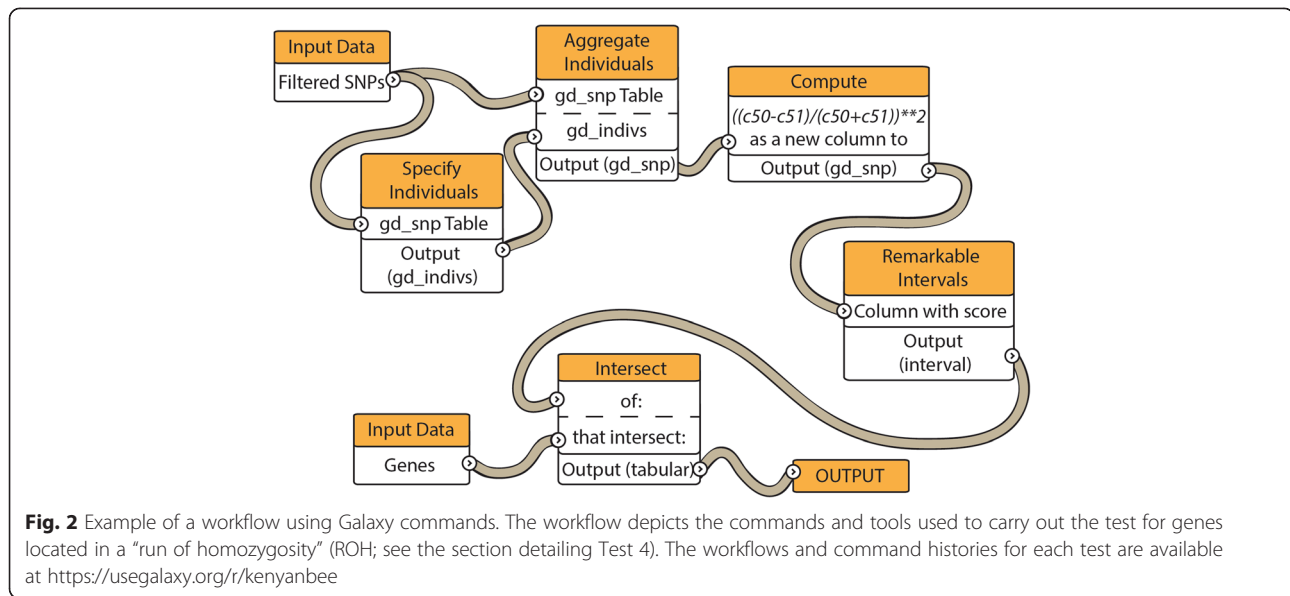 Input Data
Filtered SNPs
Specify
Individuals
gd_snp Table
Output
(gd_indivs)
Aggregate
Individuals
gd_snp Table
gd_indivs
Output (gd_snp)
Compute
((c50-c51)/(c50+c51))**2
as a new column to
Output (gd_snp)
Remarkable
Intervals
Column with score
Output
(interval)
Intersect
of:
that intersect:
Output (tabular)
Input Data
Genes
OUTPUT
Fig. 2 Example of a workflow using Galaxy commands. The workflow depicts the commands and tools used to carry out the test for genes
located in a “run of homozygosity” (ROH; see the section detailing Test 4). The workflows and command histories for each test are available
at https://usegalaxy.org/r/kenyanbee